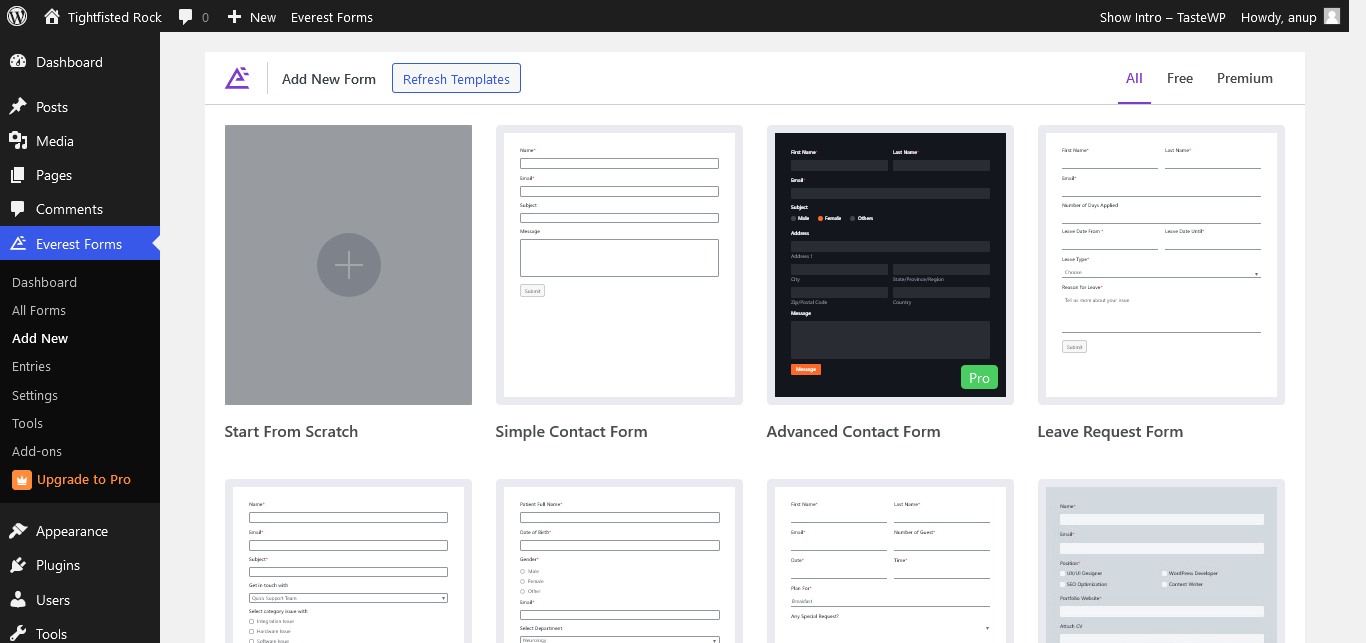 Tightfisted Rock 0 New Everest Forms Show Intro – TasteWP Howdy, anup
Dashboard
Posts
Media
Pages
Comments
Everest Forms
Dashboard
All Forms
Add New
Entries
Settings
Tools
Add-ons
Upgrade to Pro
Appearance
Plugins
Users
Tools
Add New Form Refresh Templates All Free Premium
Start From Scratch
Name*
Email*
Subject
Message
Submit
Simple Contact Form
First Name* Last Name*
Email
Subject
Male Female Others
Address
Address 1
City State/Province/Region
Zip/Postal Code Country
Message
Message
Pro
Advanced Contact Form
First Name* Last Name*
Email*
Number of Days Applied
Leave Date From * Leave Date Until*
Leave Type*
Choose
Reason for Leave*
Tell us more about your issue
Submit
Leave Request Form
Name*
Email*
Subject*
Get in touch with
Quick Support Team
Select category issue with
Integration Issue
Hardware Issue
Software Issue
Patient Full Name*
Date of Birth*
Gender*
Male
Female
Other
Email*
Select Department
Neurology
First Name* Last Name*
Email* Number of Guest*
Date* Time*
Plan For*
Breakfast
Any Special Request?
Name*
Email*
Position*
UX/UI Designer WordPress Developer
SEO Optimization Content Writer
Portfolio Website*
Attach CV